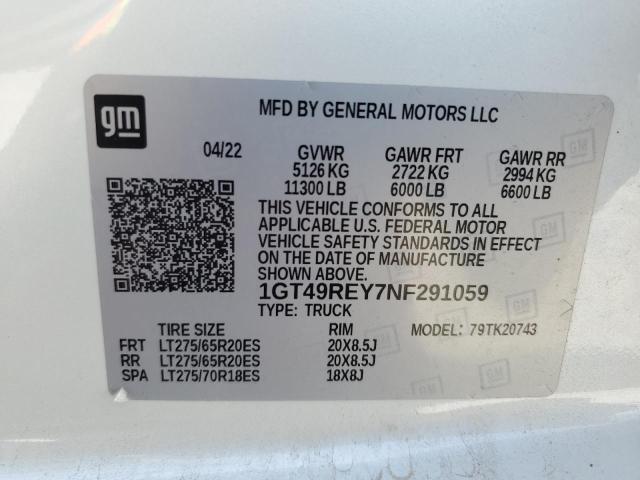 gm
MFD BY GENERAL MOTORS LLC
04/22 GVWR GAWR FRT GAWR RR
5126 KG 2722 KG 2994 KG
11300 LB 6000 LB 6600 LB
THIS VEHICLE CONFORMS TO ALL
APPLICABLE U.S. FEDERAL MOTOR
VEHICLE SAFETY STANDARDS IN EFFECT
ON THE DATE OF MANUFACTURE
SHOWN ABOVE.
1GT49REY7NF291059
TYPE: TRUCK
TIRE SIZE RIM MODEL: 79TK20743
FRT LT275/65R20ES 20X8.5J
RR LT275/65R20ES 20X8.5J
SPA LT275/70R18ES 18X8J